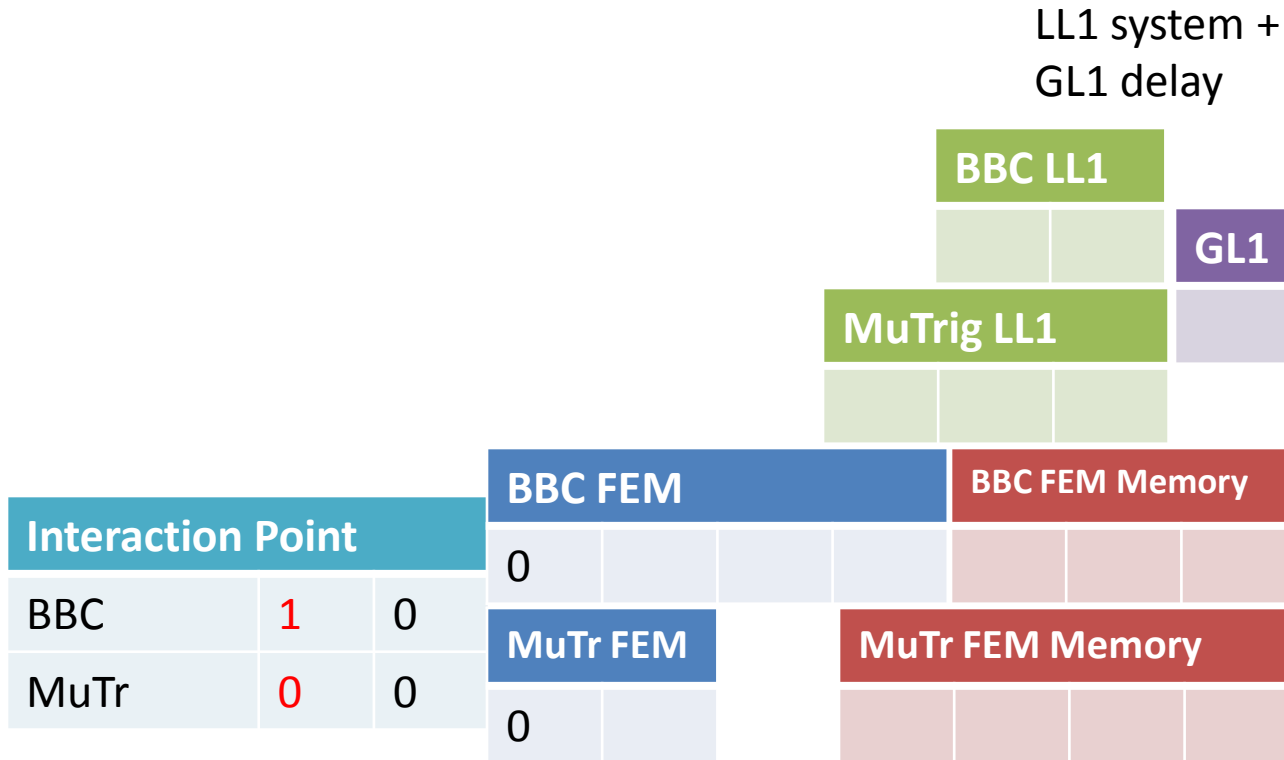 LL1 system +
GL1 delay
BBC LL1
GL1
MuTrig LL1
BBC FEM
BBC FEM Memory
Interaction Point
0
BBC 1 0
MuTr FEM
MuTr FEM Memory
MuTr 0 0
0